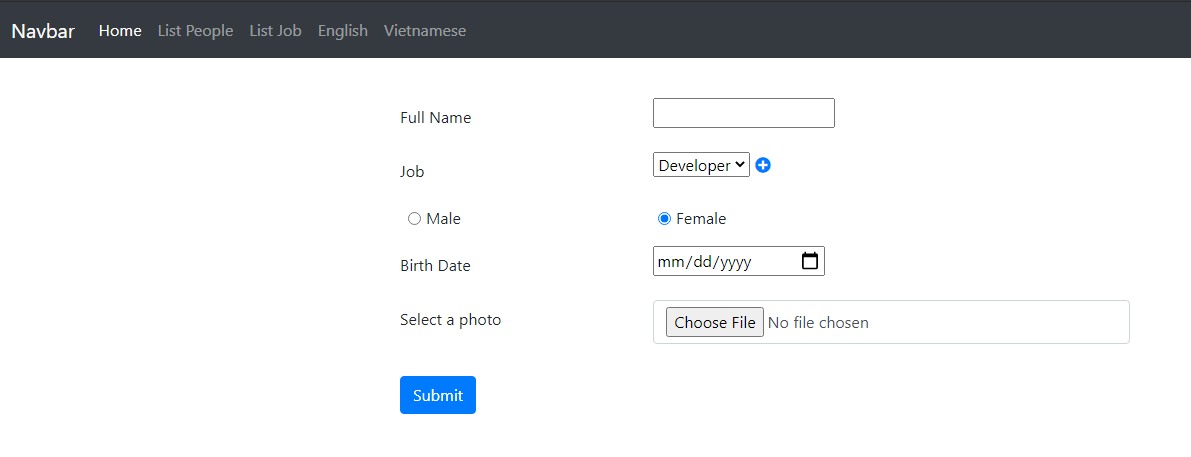 Navbar Home List People List Job English Vietnamese
Full Name
Job Developer
Male Female
Birth Date mm/dd/yyyy
Select a photo Choose File No file chosen
Submit